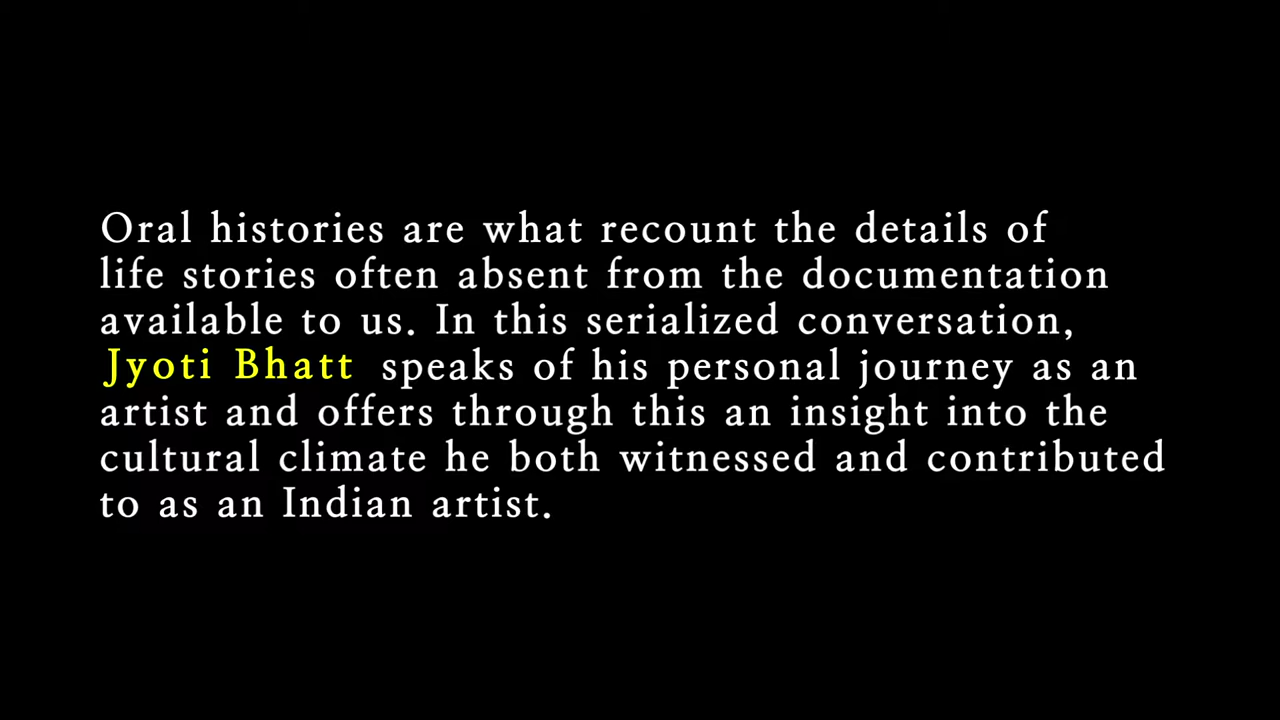 Oral histories are what recount the details of
life stories often absent from the documentation
available to us. In this serialized conversation,
Jyoti Bhatt speaks of his personal journey as an
artist and offers through this an insight into the
cultural climate he both witnessed and contributed
to as an Indian artist.